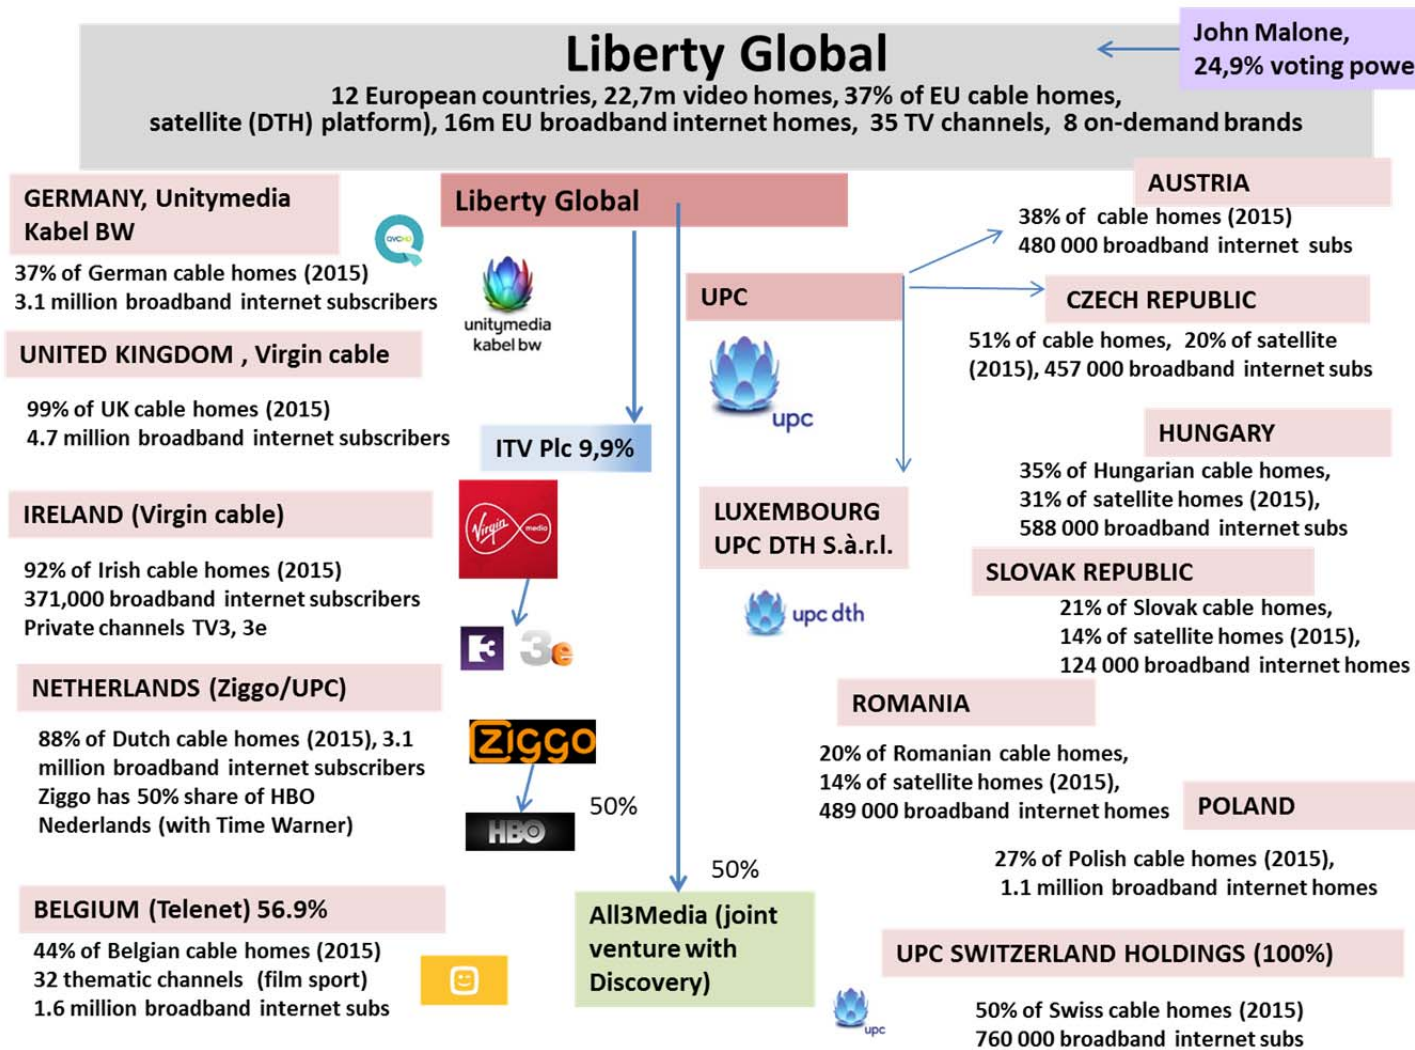 Liberty Global
12 European countries, 22,7m video homes, 37% of EU cable homes,
satellite (DTH) platform), 16m EU broadband internet homes, 35 TV channels, 8 on-demand brands
John Malone,
24,9% voting powe
GERMANY, Unitymedia
Kabel BW
QVC HD
37% of German cable homes (2015)
3.1 million broadband internet subscribers
unitymedia
kabel bw
UNITED KINGDOM , Virgin cable
99% of UK cable homes (2015)
4.7 million broadband internet subscribers
IRELAND (Virgin cable)
92% of Irish cable homes (2015)
371,000 broadband internet subscribers
Private channels TV3, 3e
Virgin media
3
3e
NETHERLANDS (Ziggo/UPC)
88% of Dutch cable homes (2015), 3.1
million broadband internet subscribers
Ziggo has 50% share of HBO
Nederlands (with Time Warner)
ziggo
HBO
50%
BELGIUM (Telenet) 56.9%
44% of Belgian cable homes (2015)
32 thematic channels (film sport)
1.6 million broadband internet subs
Liberty Global
ITV Plc 9,9%
50%
All3Media (joint
venture with
Discovery)
UPC
upc
LUXEMBOURG
UPC DTH S.à.r.l.
upc dth
AUSTRIA
38% of cable homes (2015)
480 000 broadband internet subs
CZECH REPUBLIC
51% of cable homes, 20% of satellite
(2015), 457 000 broadband internet subs
HUNGARY
35% of Hungarian cable homes,
31% of satellite homes (2015),
588 000 broadband internet subs
SLOVAK REPUBLIC
21% of Slovak cable homes,
14% of satellite homes (2015),
124 000 broadband internet homes
ROMANIA
20% of Romanian cable homes,
14% of satellite homes (2015),
489 000 broadband internet homes
POLAND
27% of Polish cable homes (2015),
1.1 million broadband internet homes
UPC SWITZERLAND HOLDINGS (100%)
50% of Swiss cable homes (2015)
760 000 broadband internet subs
upc